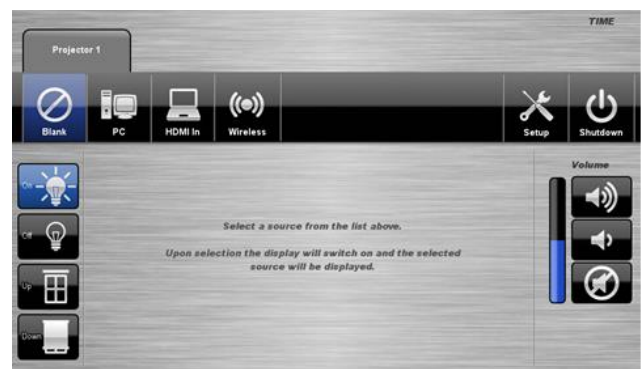 TIME
Projector 1
Blank
PC
HDMI In
Wireless
Setup
Shutdown
On
Off
Up
Down
Select a source from the list above.
Upon selection the display will switch on and the selected
source will be displayed.
Volume